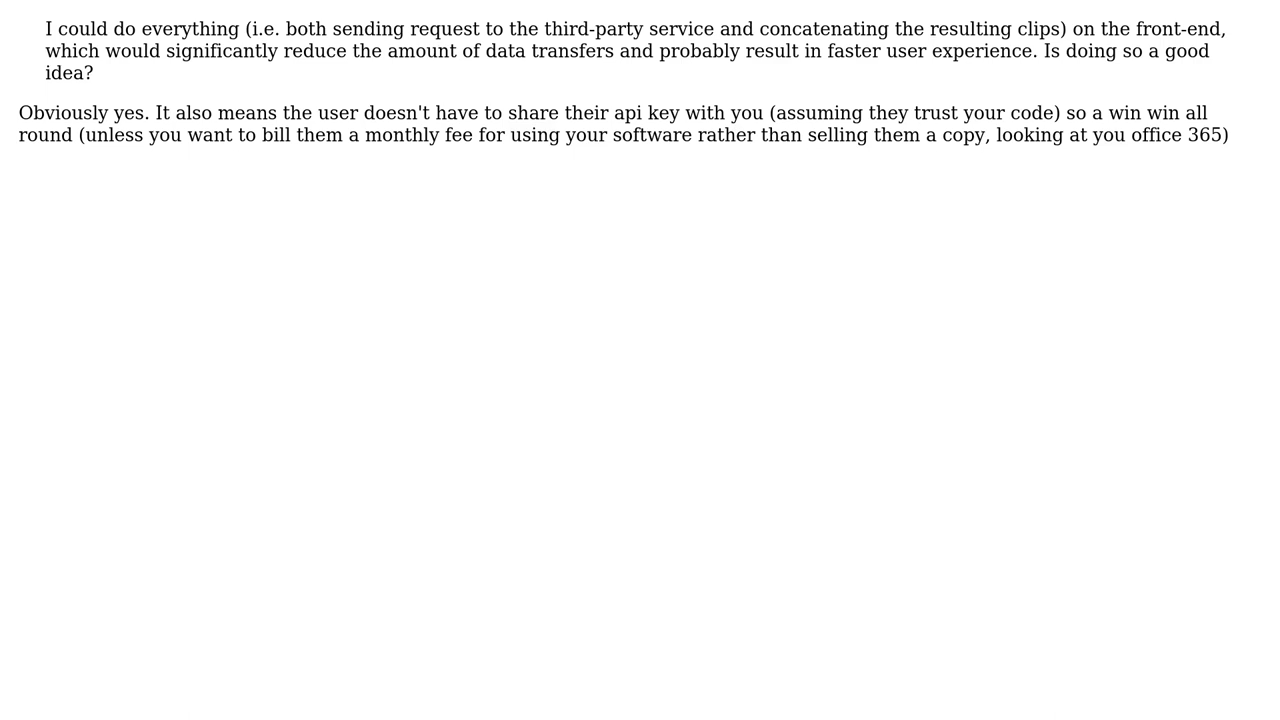 I could do everything (i.e. both sending request to the third-party service and concatenating the resulting clips) on the front-end,
which would significantly reduce the amount of data transfers and probably result in faster user experience. Is doing so a good
idea?
Obviously yes. It also means the user doesn't have to share their api key with you (assuming they trust your code) so a win win all
round (unless you want to bill them a monthly fee for using your software rather than selling them a copy, looking at you office 365)